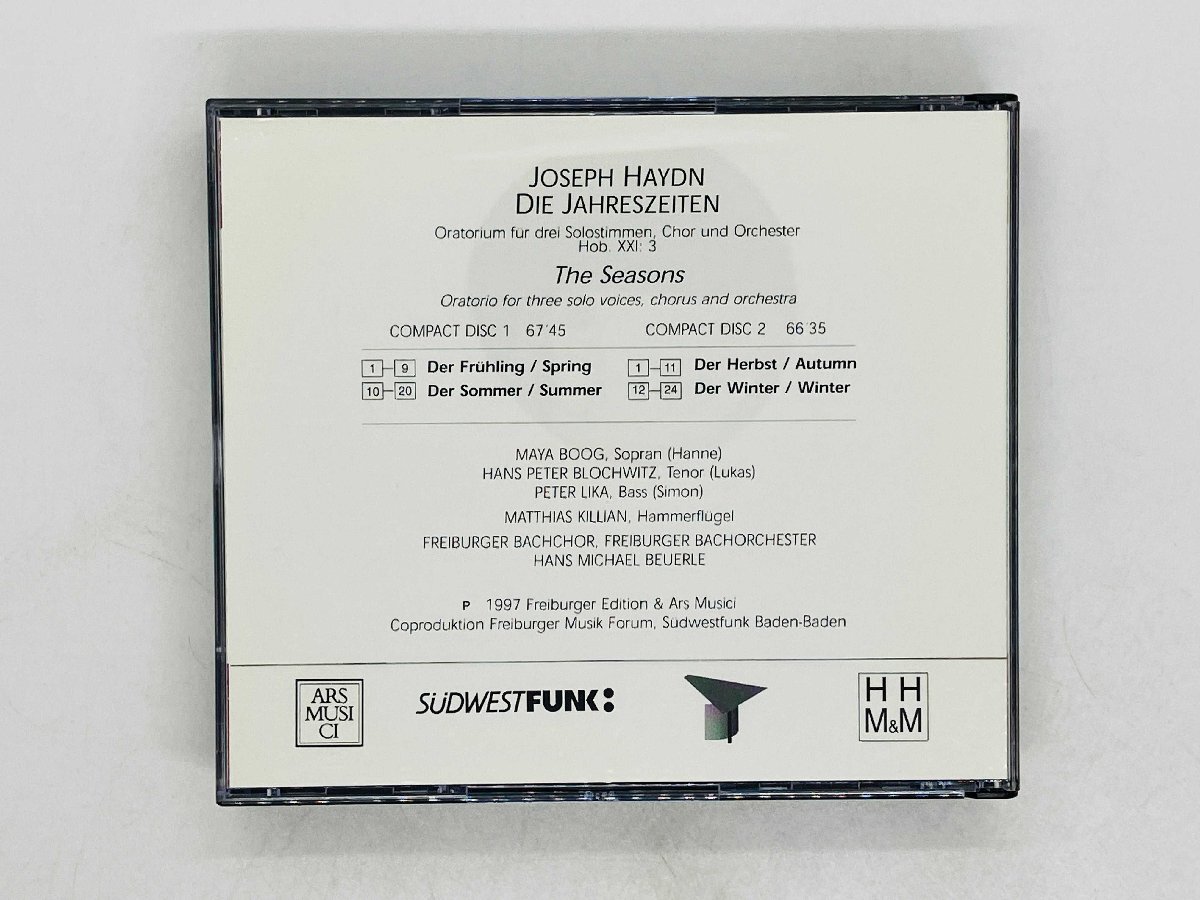 JOSEPH HAYDN
DIE JAHRESZEITEN
Oratorium für drei Solostimmen, Chor und Orchester
Hob. XXI: 3
The Seasons
Oratorio for three solo voices, chorus and orchestra
COMPACT DISC 1 67'45 COMPACT DISC 2 66'35
1 – 9 Der Frühling / Spring 1 – 11 Der Herbst / Autumn
10 – 20 Der Sommer / Summer 12 – 24 Der Winter / Winter
MAYA BOOG, Sopran (Hanne)
HANS PETER BLOCHWITZ, Tenor (Lukas)
PETER LIKA, Bass (Simon)
MATTHIAS KILLIAN, Hammerflügel
FREIBURGER BACHCHOR, FREIBURGER BACHORCHESTER
HANS MICHAEL BEUERLE
P 1997 Freiburger Edition & Ars Musici
Coproduktion Freiburger Musik Forum, Südwestfunk Baden-Baden
ARS
MUSI
CI
SÜDWESTFUNK:
H H
M&M